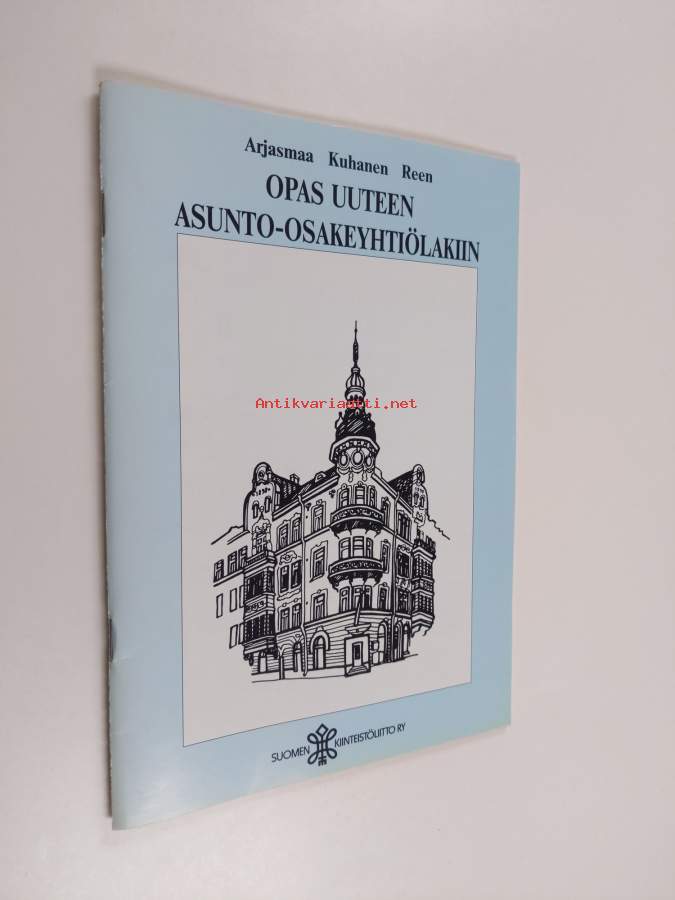 Arjasmaa Kuhanen Reen
OPAS UUTEEN
ASUNTO-OSAKEYHTIÖLAKIIN
Antikvariaatti.net
SUOMEN KIINTEISTÖLIITTO RY